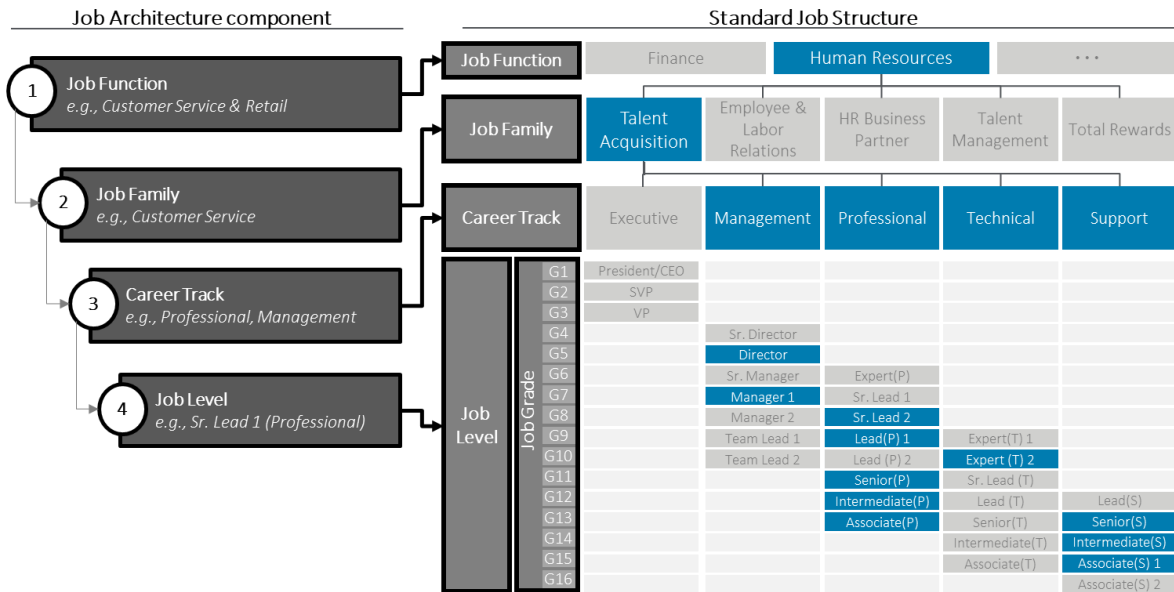 Job Architecture component
Standard Job Structure
1
Job Function
e.g., Customer Service & Retail
2
Job Family
e.g., Customer Service
3
Career Track
e.g., Professional, Management
4
Job Level
e.g., Sr. Lead 1 (Professional)
Job Function
Finance
Human Resources
...
Job Family
Talent
Acquisition
Employee &
Labor
Relations
HR Business
Partner
Talent
Management
Total Rewards
Career Track
Executive
Management
Professional
Technical
Support
Job
Level
Job Grade
G1 President/CEO
G2 SVP
G3 VP
G4 Sr. Director
G5 Director
G6 Sr. Manager Expert(P)
G7 Manager 1 Sr. Lead 1
G8 Manager 2 Sr. Lead 2
G9 Team Lead 1 Lead(P) 1 Expert(T) 1
G10 Team Lead 2 Lead (P) 2 Expert (T) 2
G11 Senior(P) Sr. Lead (T)
G12 Intermediate(P) Lead (T) Lead(S)
G13 Associate(P) Senior(T) Senior(S)
G14 Intermediate(T) Intermediate(S)
G15 Associate(T) Associate(S) 1
G16 Associate(S) 2